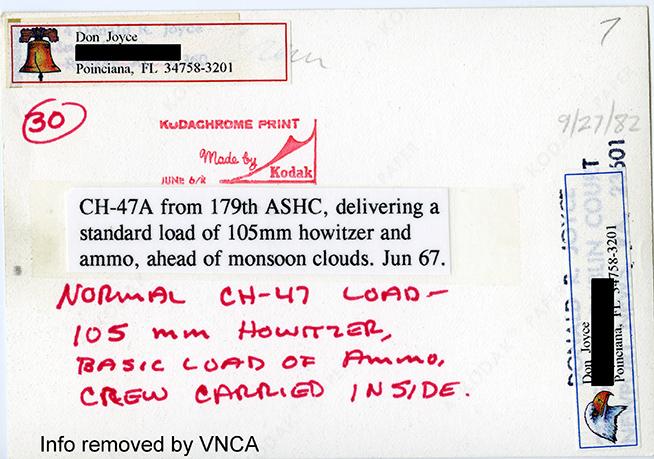 Don Joyce
Poinciana, FL 34758-3201
7
30
9/27/82
KODACHROME PRINT
Made by
Kodak
CH-47A from 179th ASHC, delivering a
standard load of 105mm howitzer and
ammo, ahead of monsoon clouds. Jun 67.
NORMAL CH-47 LOAD-
105 mm HOWITZER,
BASIC LOAD OF AMMO,
CREW CARRIED INSIDE.
Don Joyce
Poinciana, FL 34758-3201
Info removed by VNCA